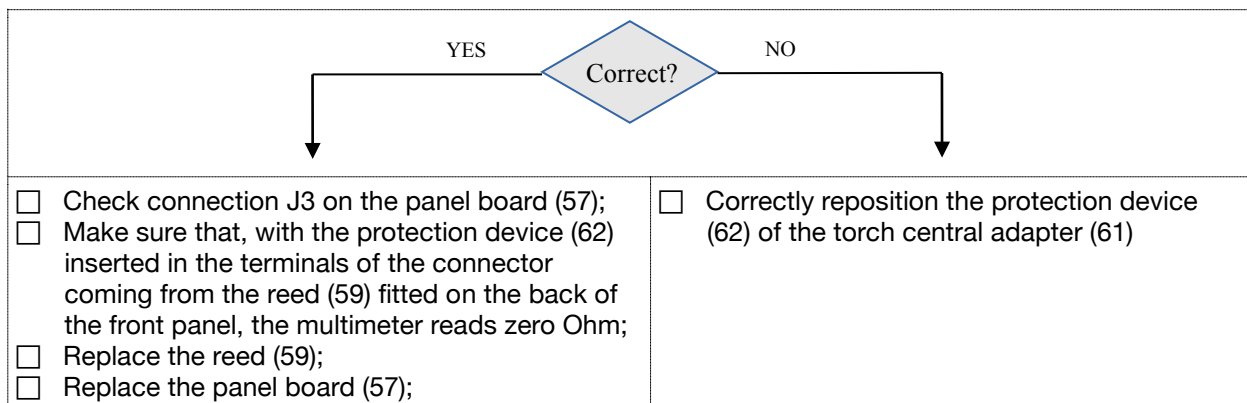 YES
Correct?
NO
Check connection J3 on the panel board (57);
Make sure that, with the protection device (62)
inserted in the terminals of the connector
coming from the reed (59) fitted on the back of
the front panel, the multimeter reads zero Ohm;
Replace the reed (59);
Replace the panel board (57);
Correctly reposition the protection device
(62) of the torch central adapter (61)